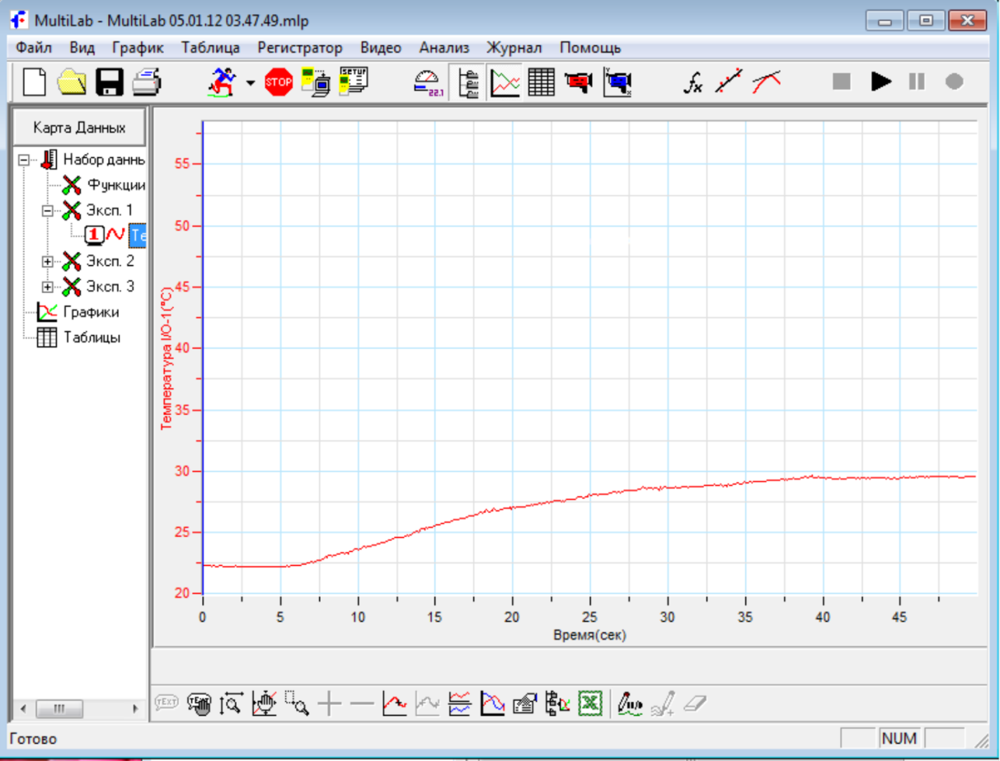 MultiLab - MultiLab 05.01.12 03.47.49.mlp
Файл Вид График Таблица Регистратор Видео Анализ Журнал Помощь
STOP
SETUP
22.1
Карта Данных
Набор даннь
Функции
Эксп. 1
1 Те
Эксп. 2
Эксп. 3
Графики
Таблицы
Температура I/O-1(°C)
55
50
45
40
35
30
25
20
0 5 10 15 20 25 30 35 40 45
Время(сек)
TEXT
Готово
NUM